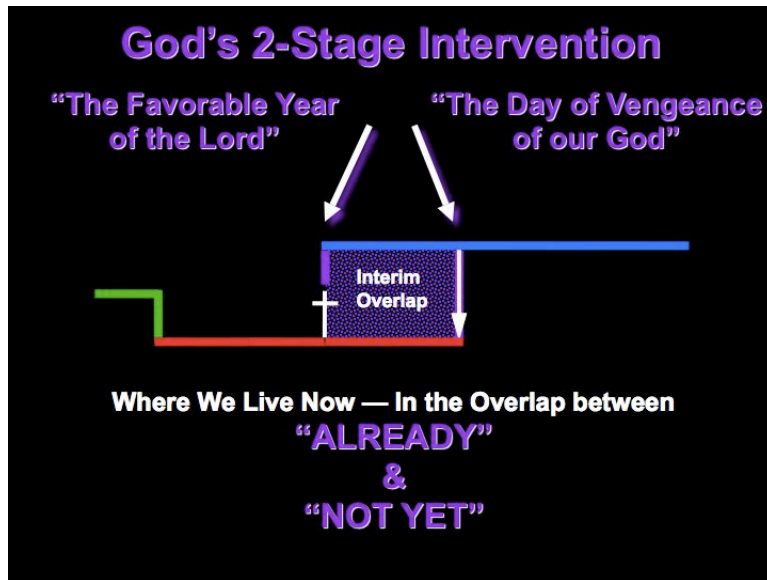 God's 2-Stage Intervention
“The Favorable Year
of the Lord”
“The Day of Vengeance
of our God”
Interim
Overlap
Where We Live Now — In the Overlap between
“ALREADY”
&
“NOT YET”